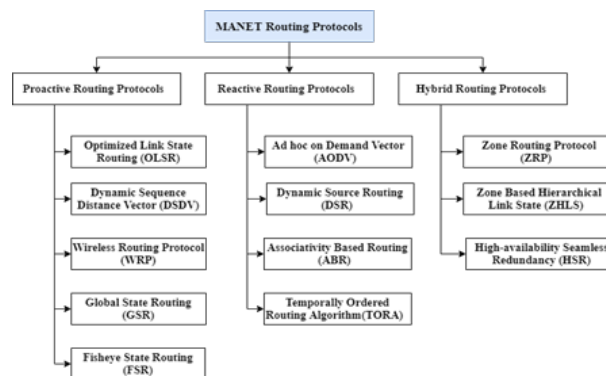 MANET Routing Protocols
Proactive Routing Protocols
Reactive Routing Protocols
Hybrid Routing Protocols
Optimized Link State
Routing (OLSR)
Dynamic Sequence
Distance Vector (DSDV)
Wireless Routing Protocol
(WRP)
Global State Routing
(GSR)
Fisheye State Routing
(FSR)
Ad hoc on Demand Vector
(AODV)
Dynamic Source Routing
(DSR)
Associativity Based Routing
(ABR)
Temporally Ordered
Routing Algorithm(TORA)
Zone Routing Protocol
(ZRP)
Zone Based Hierarchical
Link State (ZHLS)
High-availability Seamless
Redundancy (HSR)